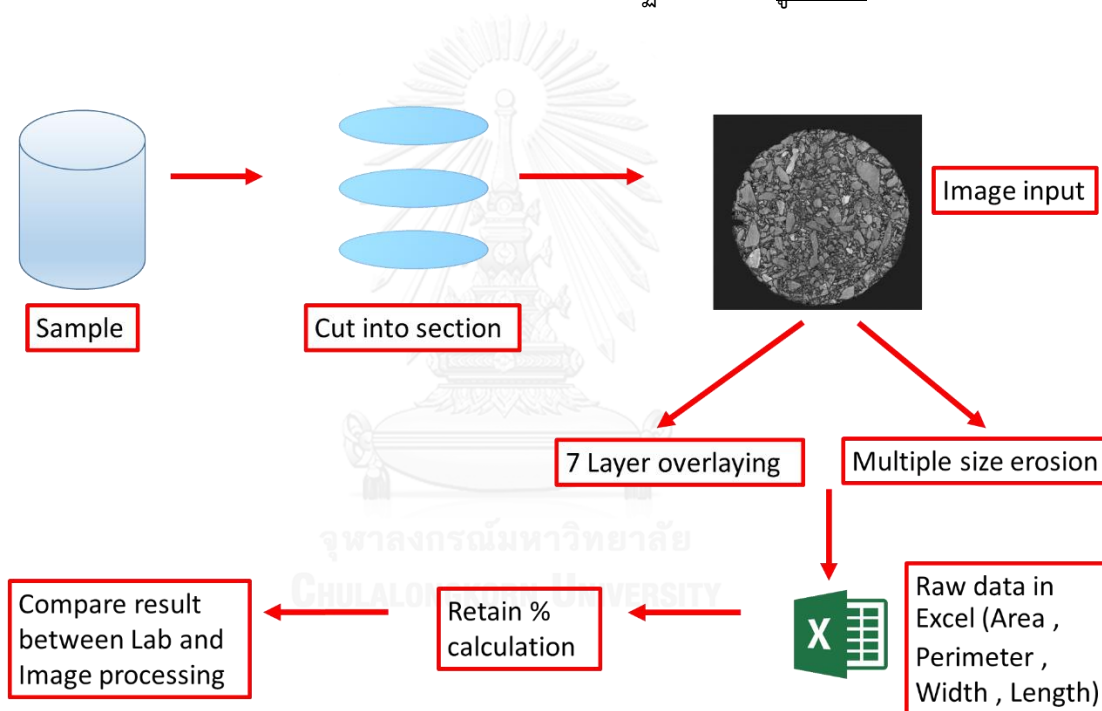 Sample
Cut into section
Image input
7 Layer overlaying
Multiple size erosion
Raw data in
Excel (Area ,
Perimeter ,
Width , Length)
X
Retain %
calculation
Compare result
between Lab and
Image processing
จุฬาลงกรณ์มหาวิทยาลัย
CHULALONGKORN UNIVERSITY